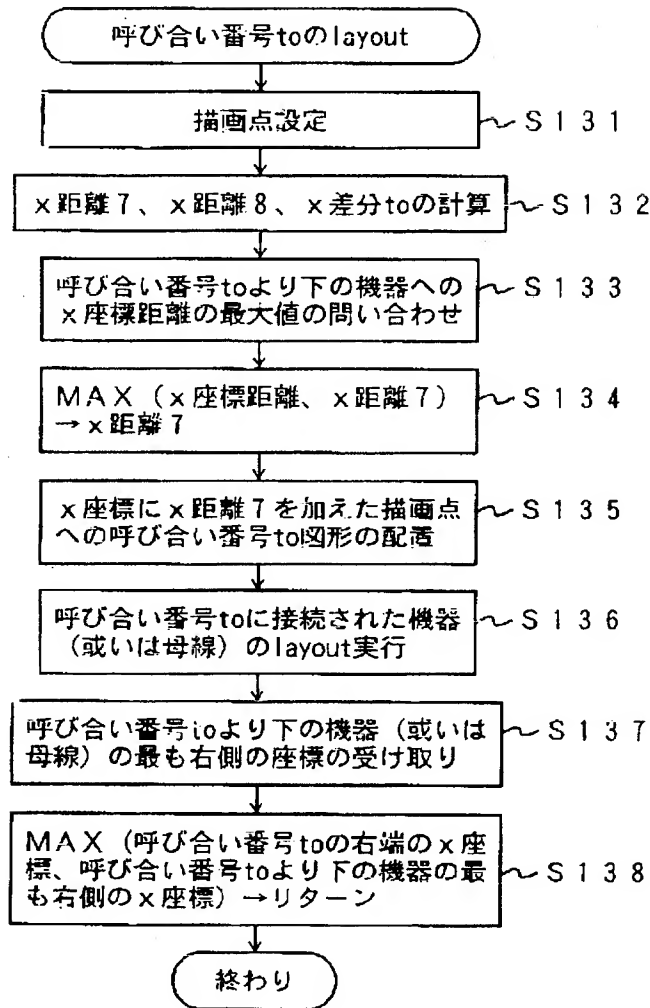 呼び合い番号toのlayout
描画点設定 ～S131
x距離7、x距離8、x差分toの計算 ～S132
呼び合い番号toより下の機器への ～S133
x座標距離の最大値の問い合わせ
MAX（x座標距離、x距離7） ～S134
→x距離7
x座標にx距離7を加えた描画点 ～S135
への呼び合い番号to図形の配置
呼び合い番号toに接続された機器 ～S136
（或いは母線）のlayout実行
呼び合い番号toより下の機器（或いは ～S137
母線）の最も右側の座標の受け取り
MAX（呼び合い番号toの右端のx座
標、呼び合い番号toより下の機器の最 ～S138
も右側のx座標）→リターン
終わり